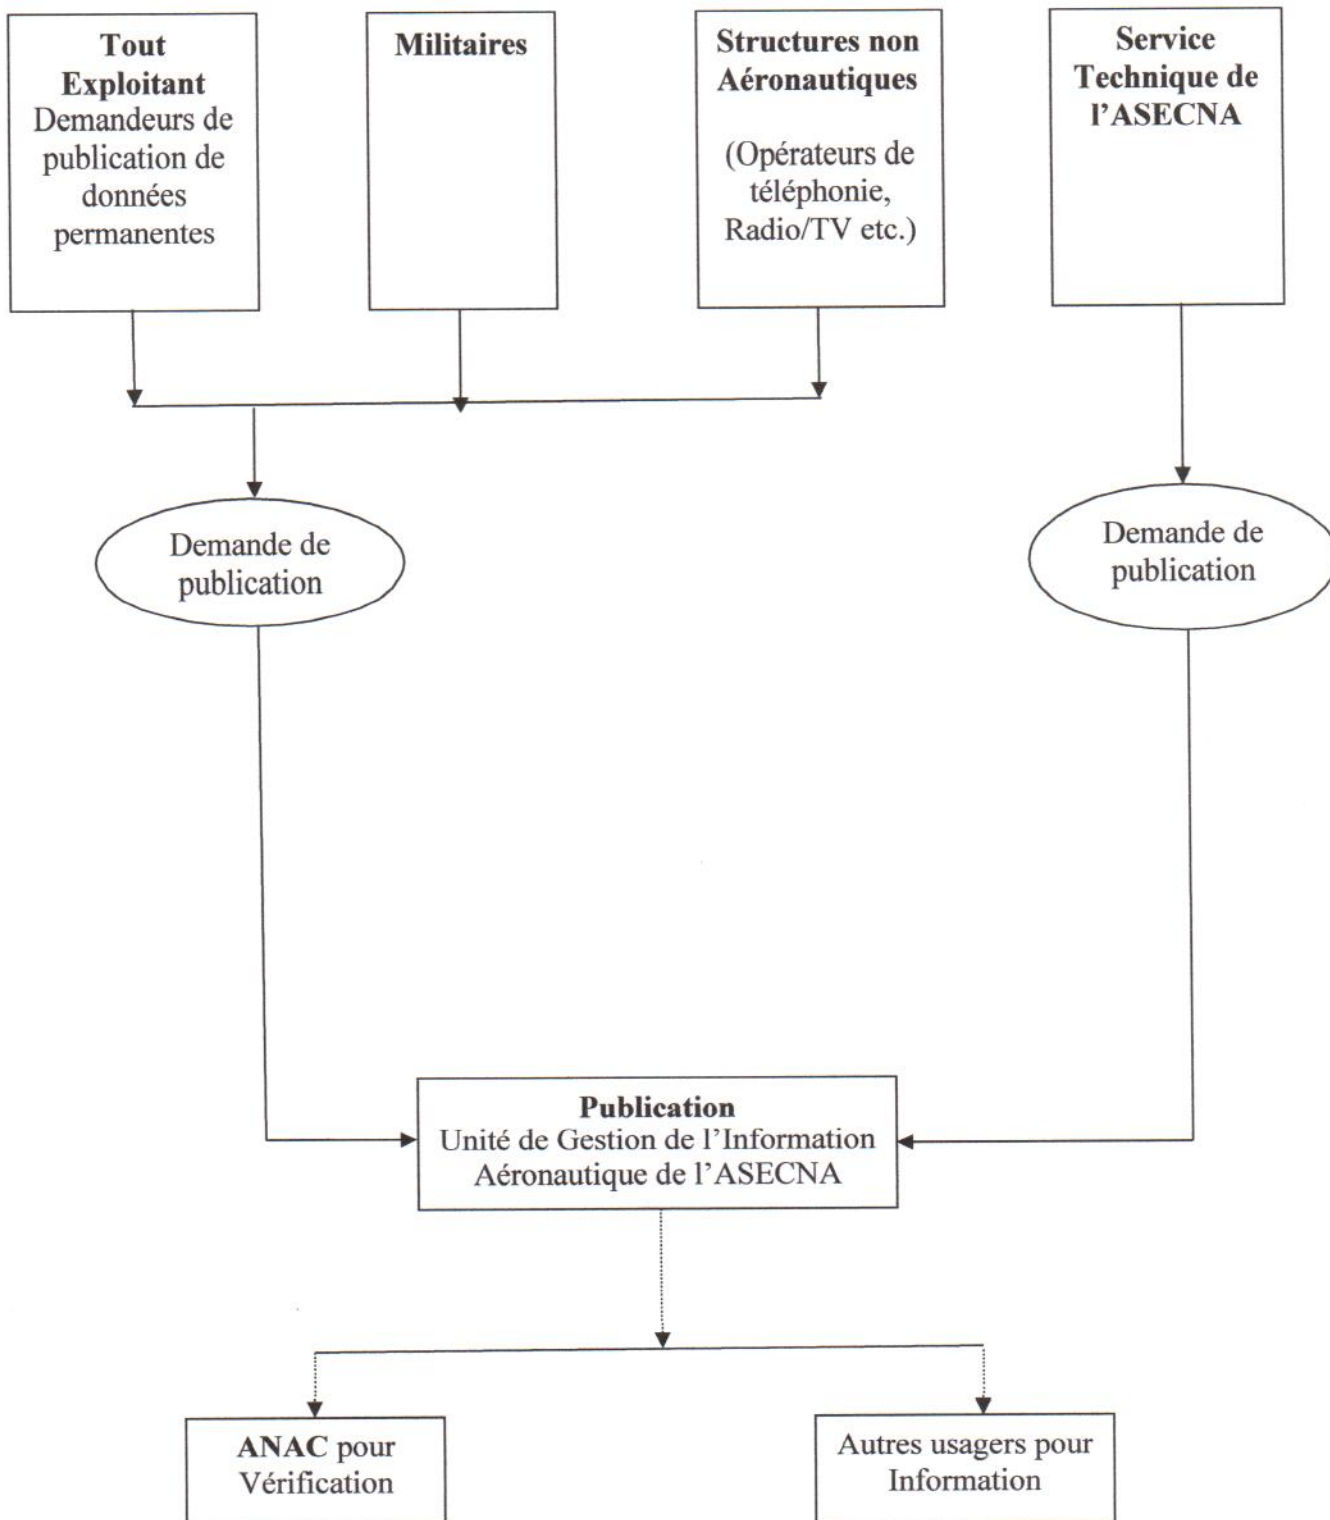 Tout
Exploitant
Demandeurs de
publication de
données
permanentes
Militaires
Structures non
Aéronautiques
(Opérateurs de
téléphonie,
Radio/TV etc.)
Service
Technique de
l’ASECNA
Demande de
publication
Demande de
publication
Publication
Unité de Gestion de l’Information
Aéronautique de l’ASECNA
ANAC pour
Vérification
Autres usagers pour
Information